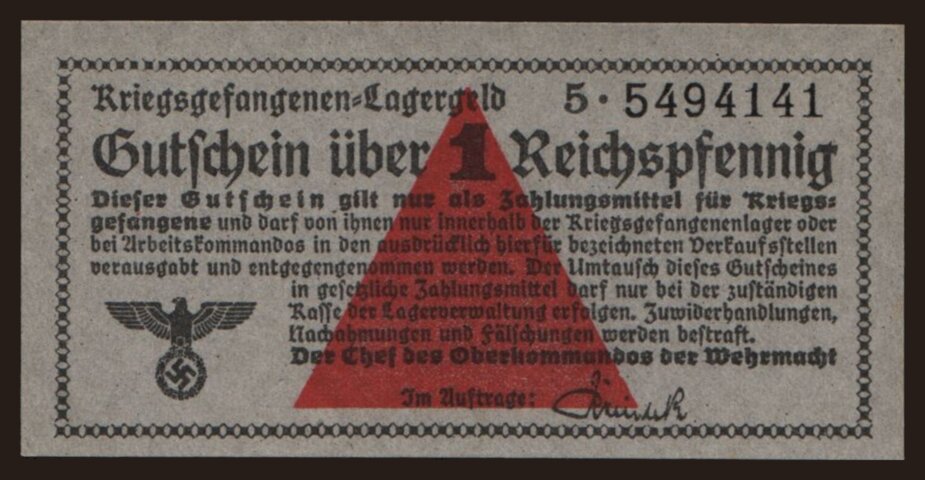 Kriegsgefangenen-Lagergeld 5·5494141
Gutschein über 1 Reichspfennig
Dieser Gutschein gilt nur als Zahlungsmittel für Kriegs-
gefangene und darf von ihnen nur innerhalb der Kriegsgefangenenlager oder
bei Arbeitskommandos in den ausdrücklich hierfür bezeichneten Verkaufsstellen
verausgabt und entgegengenommen werden. Der Umtausch dieses Gutscheines
in gesetzliche Zahlungsmittel darf nur bei der zuständigen
Kasse der Lagerverwaltung erfolgen. Zuwiderhandlungen,
Nachahmungen und Fälschungen werden bestraft.
Der Chef des Oberkommandos der Wehrmacht
Im Auftrage: